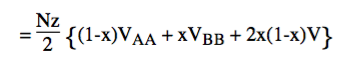 = Nz/2 {(1-x)V_AA + xV_BB + 2x(1-x)V}